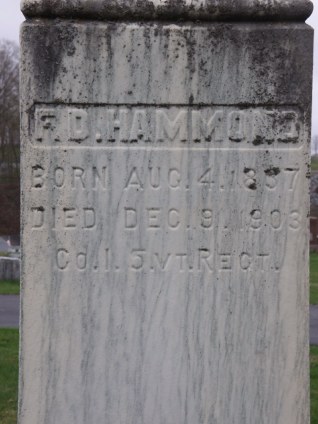 F.D. HAMMOND
BORN AUG. 4. 1837
DIED DEC. 9. 1903
CO. I. 5. VT. REGT.